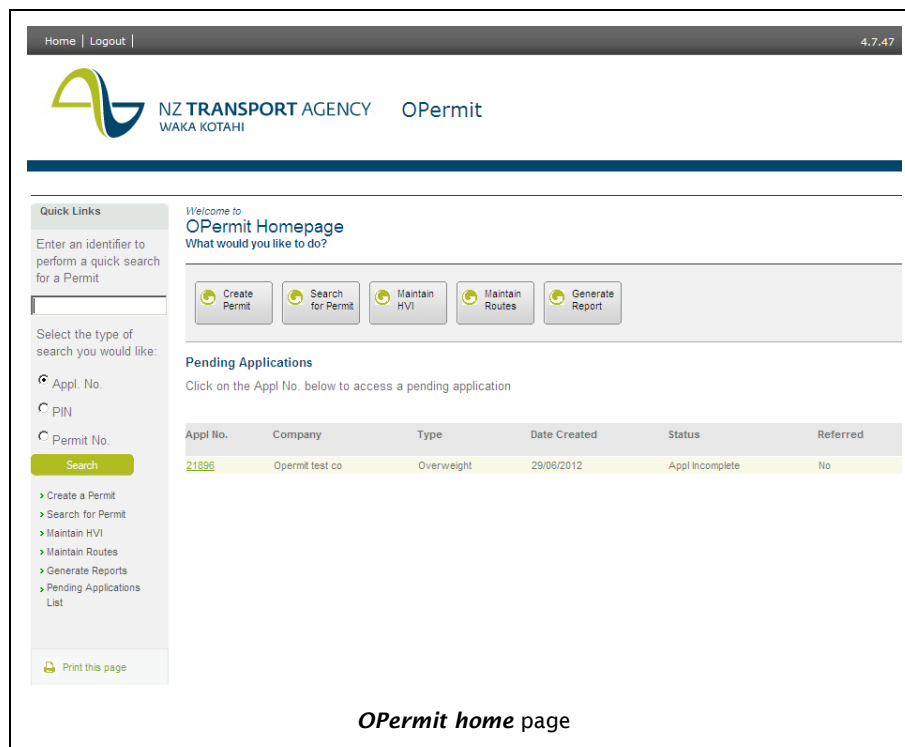 Home | Logout |
4.7.47
NZ TRANSPORT AGENCY
WAKA KOTAHI
OPermit
Quick Links
Enter an identifier to
perform a quick search
for a Permit
Select the type of
search you would like:
Appl. No.
PIN
Permit No.
Search
Create a Permit
Search for Permit
Maintain HVI
Maintain Routes
Generate Reports
Pending Applications
List
Print this page
Welcome to
OPermit Homepage
What would you like to do?
Create
Permit
Search
for Permit
Maintain
HVI
Maintain
Routes
Generate
Report
Pending Applications
Click on the Appl No. below to access a pending application
Appl No. Company Type Date Created Status Referred
21896 Opermit test co Overweight 29/06/2012 Appl Incomplete No
OPermit home page